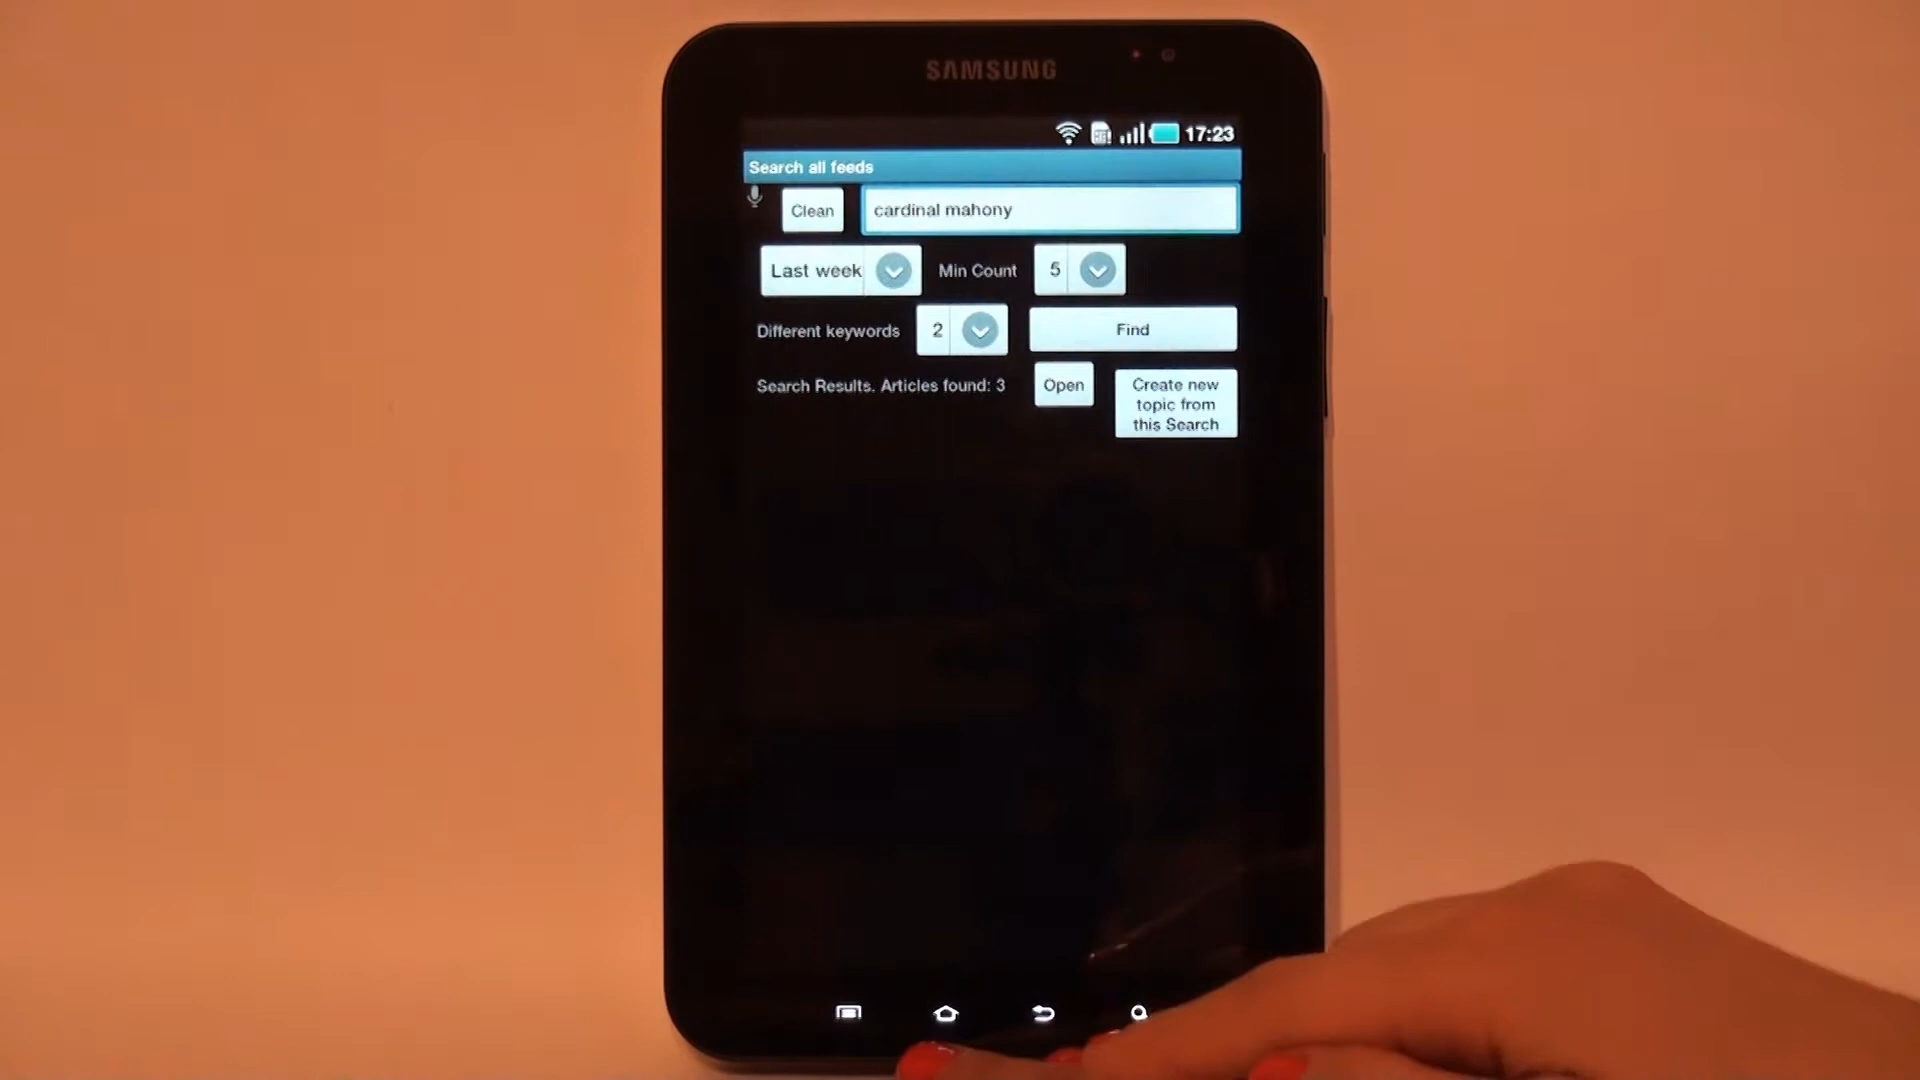 SAMSUNG
17:23
Search all feeds
Clean
cardinal mahony
Last week
Min Count
5
Different keywords
2
Find
Search Results. Articles found: 3
Open
Create new
topic from
this Search